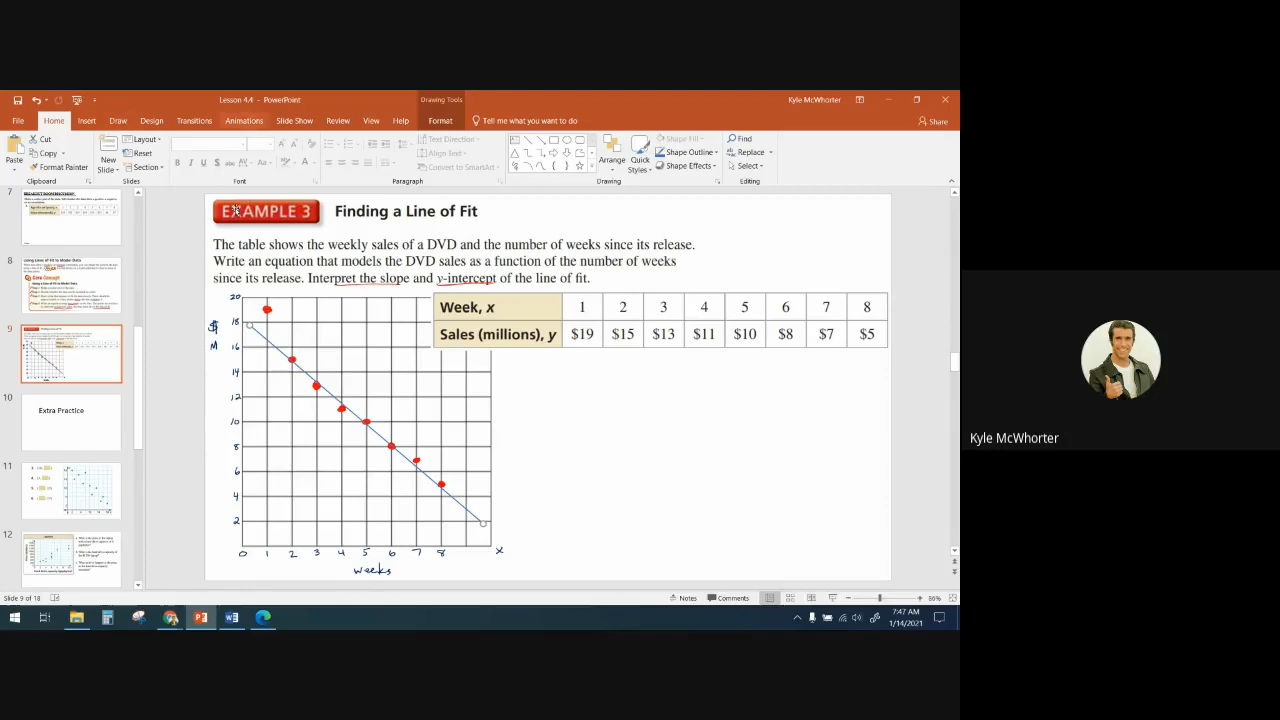 Lesson 4.4 - PowerPoint
Drawing Tools
Kyle McWhorter
File Home Insert Draw Design Transitions Animations Slide Show Review View Help Format Tell me what you want to do Share
Paste
Cut
Copy
Format Painter
Clipboard
New
Slide
Layout
Reset
Section
Slides
Font
Text Direction
Align Text
Convert to SmartArt
Paragraph
Arrange
Quick
Styles
Shape Fill
Shape Outline
Shape Effects
Drawing
Find
Replace
Select
Editing
7
8
9
10
Extra Practice
11
12
EXAMPLE 3 Finding a Line of Fit
The table shows the weekly sales of a DVD and the number of weeks since its release.
Write an equation that models the DVD sales as a function of the number of weeks
since its release. Interpret the slope and y-intercept of the line of fit.
Week, x 1 2 3 4 5 6 7 8
Sales (millions), y $19 $15 $13 $11 $10 $8 $7 $5
$
M
20
18
16
14
12
10
8
6
4
2
0 1 2 3 4 5 6 7 8 x
weeks
Slide 9 of 18
Notes Comments
86%
7:47 AM
1/14/2021
Kyle McWhorter